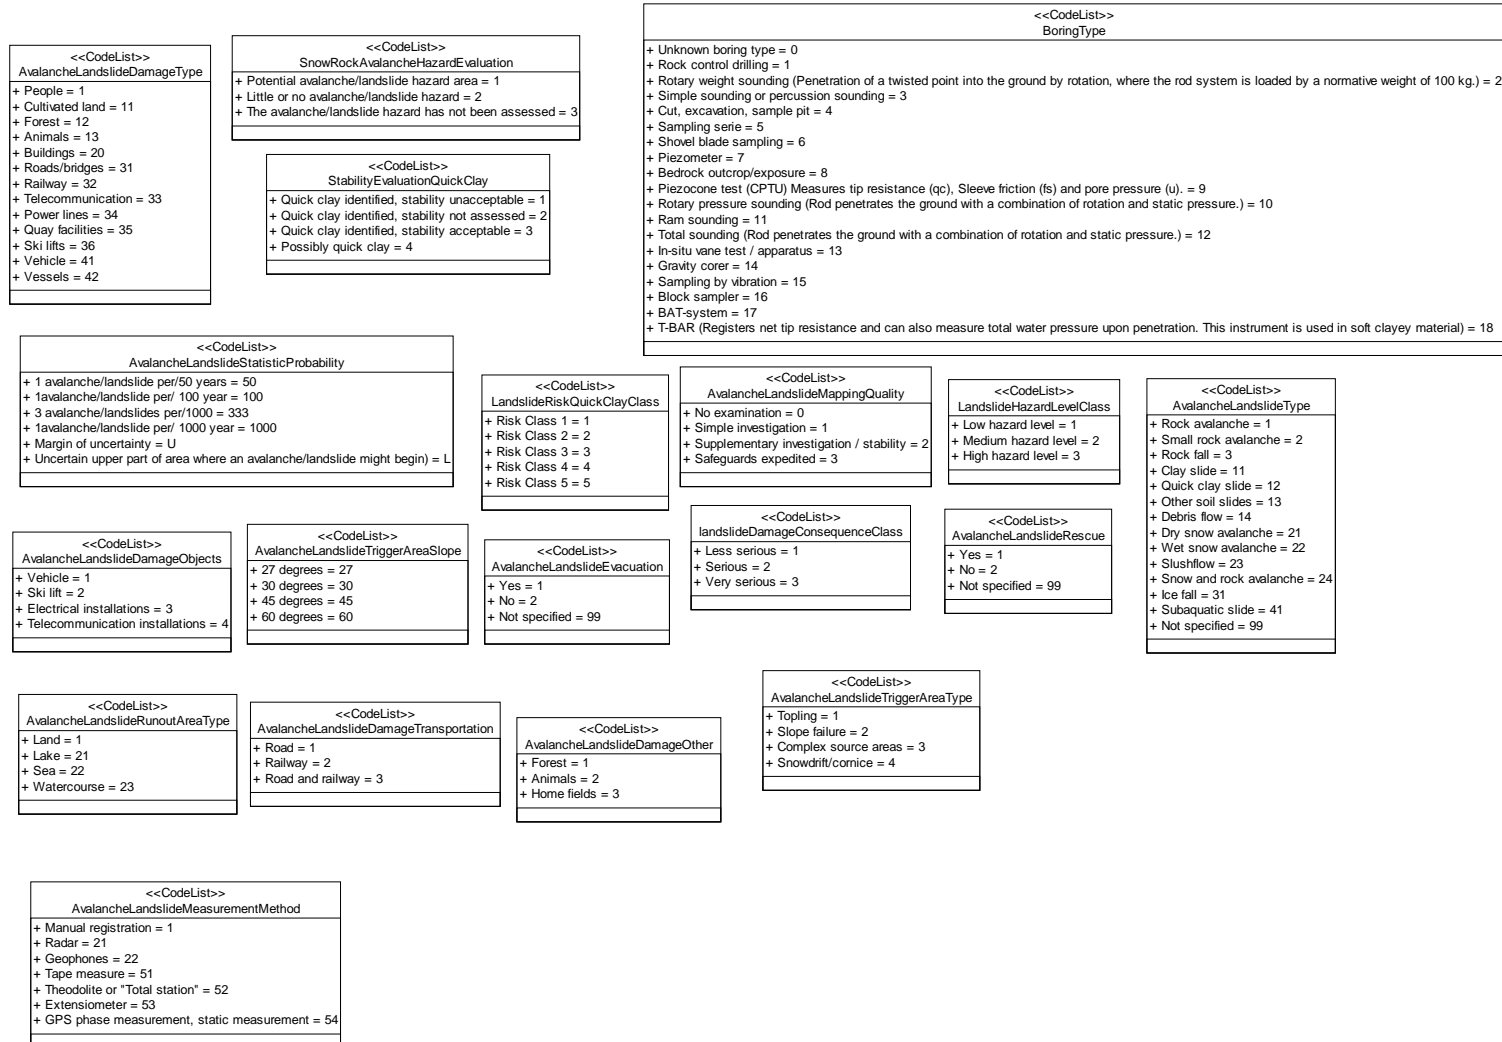 <<CodeList>>
AvalancheLandslideDamageType
+ People = 1
+ Cultivated land = 11
+ Forest = 12
+ Animals = 13
+ Buildings = 20
+ Roads/bridges = 31
+ Railway = 32
+ Telecommunication = 33
+ Power lines = 34
+ Quay facilities = 35
+ Ski lifts = 36
+ Vehicle = 41
+ Vessels = 42
<<CodeList>>
SnowRockAvalancheHazardEvaluation
+ Potential avalanche/landslide hazard area = 1
+ Little or no avalanche/landslide hazard = 2
+ The avalanche/landslide hazard has not been assessed = 3
<<CodeList>>
StabilityEvaluationQuickClay
+ Quick clay identified, stability unacceptable = 1
+ Quick clay identified, stability not assessed = 2
+ Quick clay identified, stability acceptable = 3
+ Possibly quick clay = 4
<<CodeList>>
BoringType
+ Unknown boring type = 0
+ Rock control drilling = 1
+ Rotary weight sounding (Penetration of a twisted point into the ground by rotation, where the rod system is loaded by a normative weight of 100 kg.) = 2
+ Simple sounding or percussion sounding = 3
+ Cut, excavation, sample pit = 4
+ Sampling serie = 5
+ Shovel blade sampling = 6
+ Piezometer = 7
+ Bedrock outcrop/exposure = 8
+ Piezocone test (CPTU) Measures tip resistance (qc), Sleeve friction (fs) and pore pressure (u). = 9
+ Rotary pressure sounding (Rod penetrates the ground with a combination of rotation and static pressure.) = 10
+ Ram sounding = 11
+ Total sounding (Rod penetrates the ground with a combination of rotation and static pressure.) = 12
+ In-situ vane test / apparatus = 13
+ Gravity corer = 14
+ Sampling by vibration = 15
+ Block sampler = 16
+ BAT-system = 17
+ T-BAR (Registers net tip resistance and can also measure total water pressure upon penetration. This instrument is used in soft clayey material) = 18
<<CodeList>>
AvalancheLandslideStatisticProbability
+ 1 avalanche/landslide per/50 years = 50
+ 1avalanche/landslide per/ 100 year = 100
+ 3 avalanche/landslides per/1000 = 333
+ 1avalanche/landslide per/ 1000 year = 1000
+ Margin of uncertainty = U
+ Uncertain upper part of area where an avalanche/landslide might begin) = L
<<CodeList>>
LandslideRiskQuickClayClass
+ Risk Class 1 = 1
+ Risk Class 2 = 2
+ Risk Class 3 = 3
+ Risk Class 4 = 4
+ Risk Class 5 = 5
<<CodeList>>
AvalancheLandslideMappingQuality
+ No examination = 0
+ Simple investigation = 1
+ Supplementary investigation / stability = 2
+ Safeguards expedited = 3
<<CodeList>>
LandslideHazardLevelClass
+ Low hazard level = 1
+ Medium hazard level = 2
+ High hazard level = 3
<<CodeList>>
AvalancheLandslideType
+ Rock avalanche = 1
+ Small rock avalanche = 2
+ Rock fall = 3
+ Clay slide = 11
+ Quick clay slide = 12
+ Other soil slides = 13
+ Debris flow = 14
+ Dry snow avalanche = 21
+ Wet snow avalanche = 22
+ Slushflow = 23
+ Snow and rock avalanche = 24
+ Ice fall = 31
+ Subaquatic slide = 41
+ Not specified = 99
<<CodeList>>
AvalancheLandslideDamageObjects
+ Vehicle = 1
+ Ski lift = 2
+ Electrical installations = 3
+ Telecommunication installations = 4
<<CodeList>>
AvalancheLandslideTriggerAreaSlope
+ 27 degrees = 27
+ 30 degrees = 30
+ 45 degrees = 45
+ 60 degrees = 60
<<CodeList>>
AvalancheLandslideEvacuation
+ Yes = 1
+ No = 2
+ Not specified = 99
<<CodeList>>
landslideDamageConsequenceClass
+ Less serious = 1
+ Serious = 2
+ Very serious = 3
<<CodeList>>
AvalancheLandslideRescue
+ Yes = 1
+ No = 2
+ Not specified = 99
<<CodeList>>
AvalancheLandslideRunoutAreaType
+ Land = 1
+ Lake = 21
+ Sea = 22
+ Watercourse = 23
<<CodeList>>
AvalancheLandslideDamageTransportation
+ Road = 1
+ Railway = 2
+ Road and railway = 3
<<CodeList>>
AvalancheLandslideDamageOther
+ Forest = 1
+ Animals = 2
+ Home fields = 3
<<CodeList>>
AvalancheLandslideTriggerAreaType
+ Topling = 1
+ Slope failure = 2
+ Complex source areas = 3
+ Snowdrift/cornice = 4
<<CodeList>>
AvalancheLandslideMeasurementMethod
+ Manual registration = 1
+ Radar = 21
+ Geophones = 22
+ Tape measure = 51
+ Theodolite or "Total station" = 52
+ Extensiometer = 53
+ GPS phase measurement, static measurement = 54